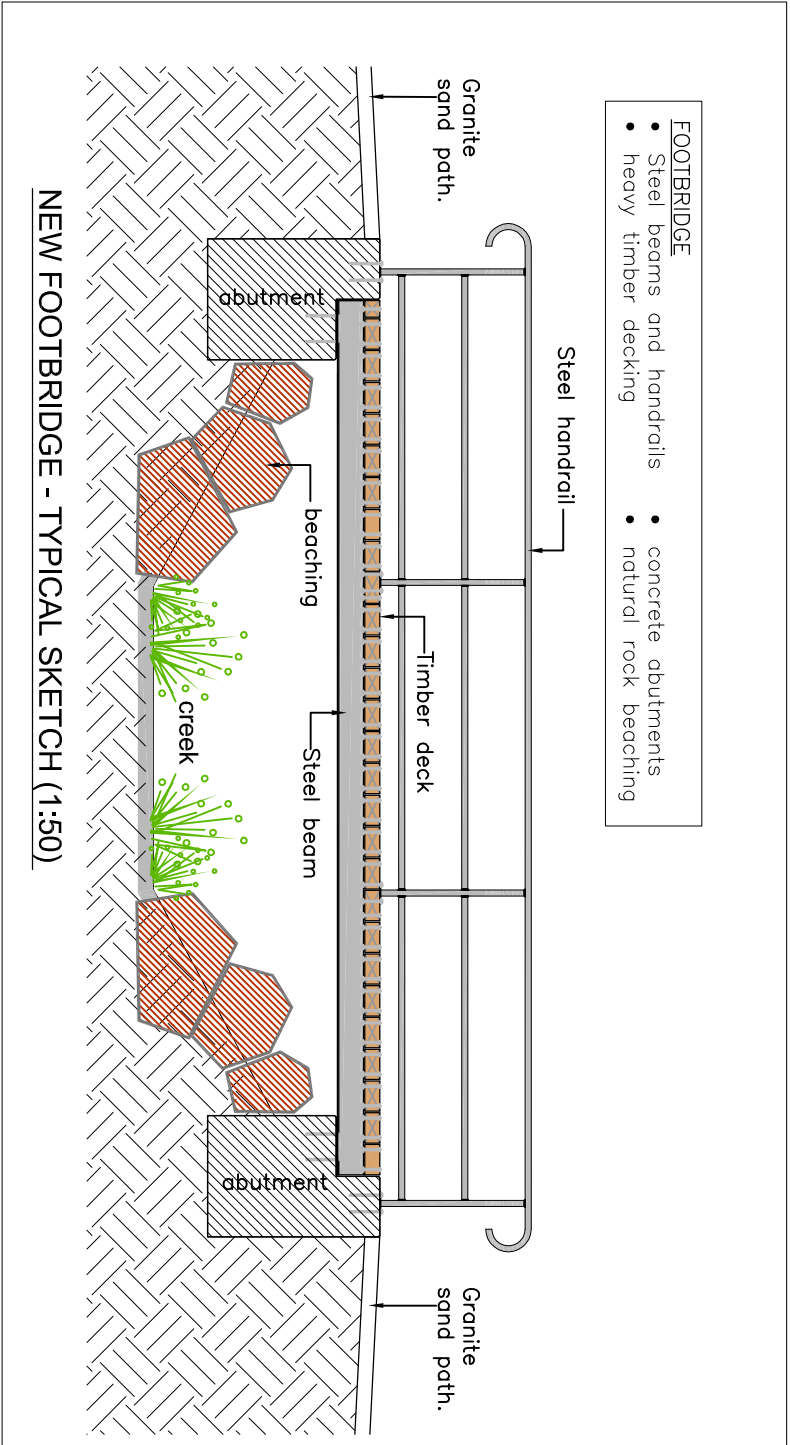 FOOTBRIDGE
• Steel beams and handrails • concrete abutments
• heavy timber decking • natural rock beaching
Steel handrail
Granite
sand path.
Granite
sand path.
Timber deck
Steel beam
abutment
abutment
beaching
creek
NEW FOOTBRIDGE - TYPICAL SKETCH (1:50)